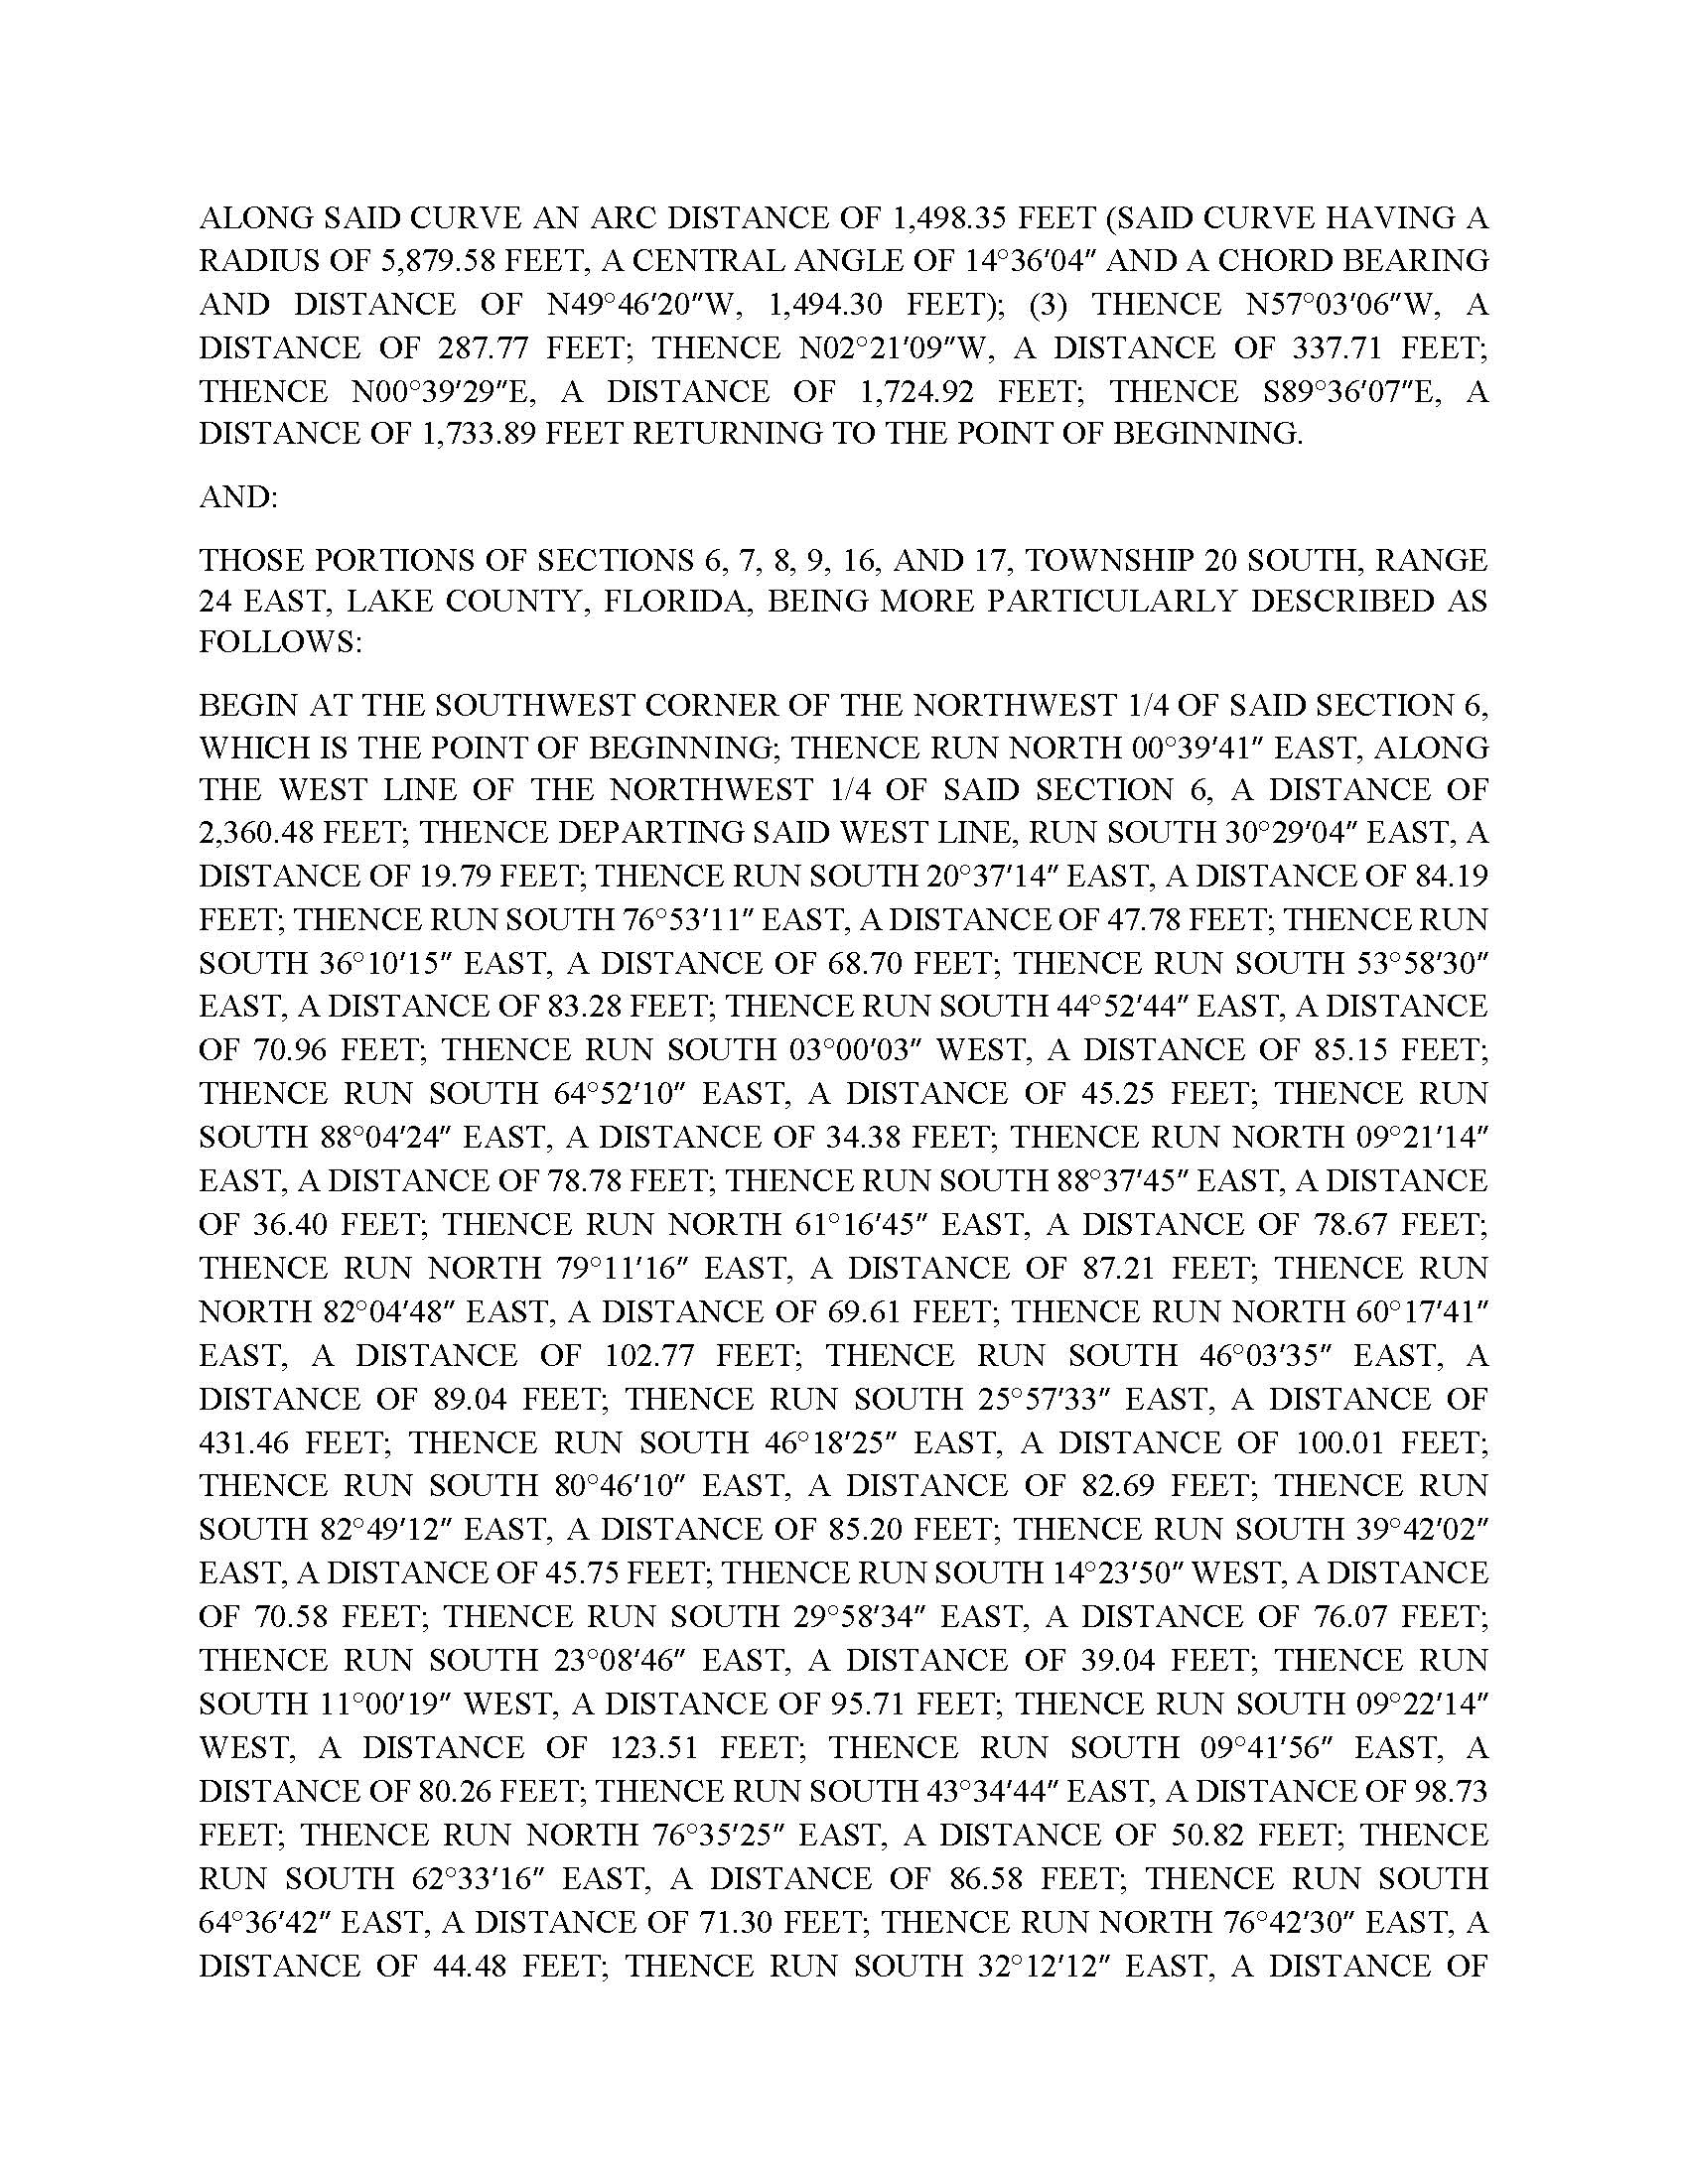 ALONG SAID CURVE AN ARC DISTANCE OF 1,498.35 FEET (SAID CURVE HAVING A
RADIUS OF 5,879.58 FEET, A CENTRAL ANGLE OF 14°36′04″ AND A CHORD BEARING
AND DISTANCE OF N49°46′20″W, 1,494.30 FEET); (3) THENCE N57°03′06″W, A
DISTANCE OF 287.77 FEET; THENCE N02°21′09″W, A DISTANCE OF 337.71 FEET;
THENCE N00°39′29″E, A DISTANCE OF 1,724.92 FEET; THENCE S89°36′07″E, A
DISTANCE OF 1,733.89 FEET RETURNING TO THE POINT OF BEGINNING.
AND:
THOSE PORTIONS OF SECTIONS 6, 7, 8, 9, 16, AND 17, TOWNSHIP 20 SOUTH, RANGE
24 EAST, LAKE COUNTY, FLORIDA, BEING MORE PARTICULARLY DESCRIBED AS
FOLLOWS:
BEGIN AT THE SOUTHWEST CORNER OF THE NORTHWEST 1/4 OF SAID SECTION 6,
WHICH IS THE POINT OF BEGINNING; THENCE RUN NORTH 00°39′41″ EAST, ALONG
THE WEST LINE OF THE NORTHWEST 1/4 OF SAID SECTION 6, A DISTANCE OF
2,360.48 FEET; THENCE DEPARTING SAID WEST LINE, RUN SOUTH 30°29′04″ EAST, A
DISTANCE OF 19.79 FEET; THENCE RUN SOUTH 20°37′14″ EAST, A DISTANCE OF 84.19
FEET; THENCE RUN SOUTH 76°53′11″ EAST, A DISTANCE OF 47.78 FEET; THENCE RUN
SOUTH 36°10′15″ EAST, A DISTANCE OF 68.70 FEET; THENCE RUN SOUTH 53°58′30″
EAST, A DISTANCE OF 83.28 FEET; THENCE RUN SOUTH 44°52′44″ EAST, A DISTANCE
OF 70.96 FEET; THENCE RUN SOUTH 03°00′03″ WEST, A DISTANCE OF 85.15 FEET;
THENCE RUN SOUTH 64°52′10″ EAST, A DISTANCE OF 45.25 FEET; THENCE RUN
SOUTH 88°04′24″ EAST, A DISTANCE OF 34.38 FEET; THENCE RUN NORTH 09°21′14″
EAST, A DISTANCE OF 78.78 FEET; THENCE RUN SOUTH 88°37′45″ EAST, A DISTANCE
OF 36.40 FEET; THENCE RUN NORTH 61°16′45″ EAST, A DISTANCE OF 78.67 FEET;
THENCE RUN NORTH 79°11′16″ EAST, A DISTANCE OF 87.21 FEET; THENCE RUN
NORTH 82°04′48″ EAST, A DISTANCE OF 69.61 FEET; THENCE RUN NORTH 60°17′41″
EAST, A DISTANCE OF 102.77 FEET; THENCE RUN SOUTH 46°03′35″ EAST, A
DISTANCE OF 89.04 FEET; THENCE RUN SOUTH 25°57′33″ EAST, A DISTANCE OF
431.46 FEET; THENCE RUN SOUTH 46°18′25″ EAST, A DISTANCE OF 100.01 FEET;
THENCE RUN SOUTH 80°46′10″ EAST, A DISTANCE OF 82.69 FEET; THENCE RUN
SOUTH 82°49′12″ EAST, A DISTANCE OF 85.20 FEET; THENCE RUN SOUTH 39°42′02″
EAST, A DISTANCE OF 45.75 FEET; THENCE RUN SOUTH 14°23′50″ WEST, A DISTANCE
OF 70.58 FEET; THENCE RUN SOUTH 29°58′34″ EAST, A DISTANCE OF 76.07 FEET;
THENCE RUN SOUTH 23°08′46″ EAST, A DISTANCE OF 39.04 FEET; THENCE RUN
SOUTH 11°00′19″ WEST, A DISTANCE OF 95.71 FEET; THENCE RUN SOUTH 09°22′14″
WEST, A DISTANCE OF 123.51 FEET; THENCE RUN SOUTH 09°41′56″ EAST, A
DISTANCE OF 80.26 FEET; THENCE RUN SOUTH 43°34′44″ EAST, A DISTANCE OF 98.73
FEET; THENCE RUN NORTH 76°35′25″ EAST, A DISTANCE OF 50.82 FEET; THENCE
RUN SOUTH 62°33′16″ EAST, A DISTANCE OF 86.58 FEET; THENCE RUN SOUTH
64°36′42″ EAST, A DISTANCE OF 71.30 FEET; THENCE RUN NORTH 76°42′30″ EAST, A
DISTANCE OF 44.48 FEET; THENCE RUN SOUTH 32°12′12″ EAST, A DISTANCE OF